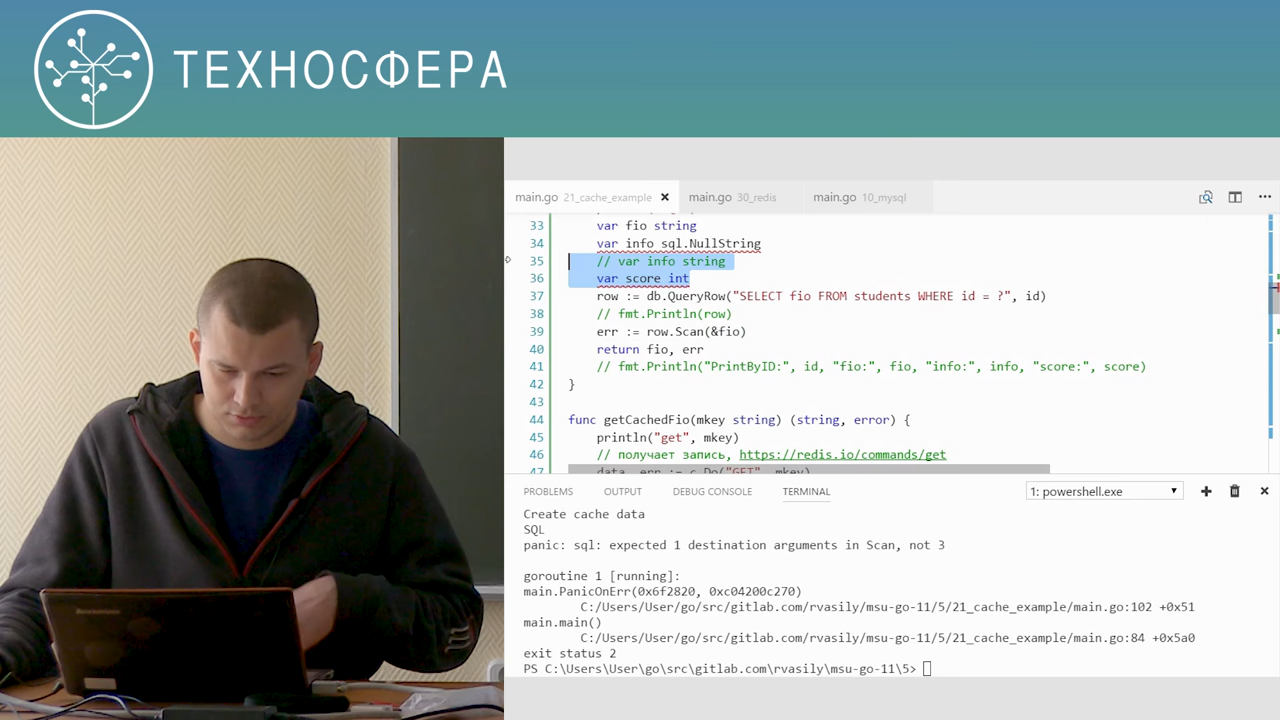 ТЕХНОСФЕРА
main.go 21_cache_example
main.go 30_redis
main.go 10_mysql
33 var fio string
34 var info sql.NullString
35 // var info string
36 var score int
37 row := db.QueryRow("SELECT fio FROM students WHERE id = ?", id)
38 // fmt.Println(row)
39 err := row.Scan(&fio)
40 return fio, err
41 // fmt.Println("PrintByID:", id, "fio:", fio, "info:", info, "score:", score)
42 }
43
44 func getCachedFio(mkey string) (string, error) {
45 println("get", mkey)
46 // получает запись, https://redis.io/commands/get
47 data, err := c.Do("GET", mkey)
PROBLEMS OUTPUT DEBUG CONSOLE TERMINAL 1: powershell.exe
Create cache data
SQL
panic: sql: expected 1 destination arguments in Scan, not 3
goroutine 1 [running]:
main.PanicOnErr(0x6f2820, 0xc04200c270)
C:/Users/User/go/src/gitlab.com/rvasily/msu-go-11/5/21_cache_example/main.go:102 +0x51
main.main()
C:/Users/User/go/src/gitlab.com/rvasily/msu-go-11/5/21_cache_example/main.go:84 +0x5a0
exit status 2
PS C:\Users\User\go\src\gitlab.com\rvasily\msu-go-11\5>